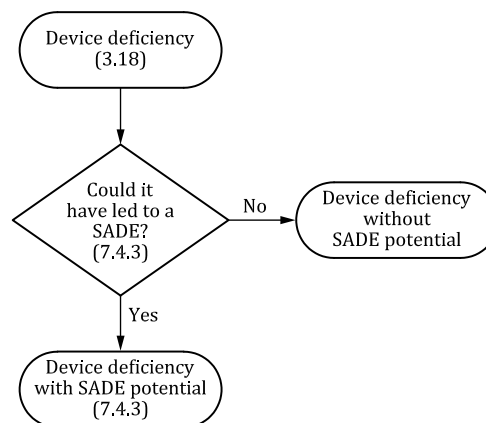 Device deficiency
(3.18)
Could it
have led to a
SADE?
(7.4.3)
No
Device deficiency
without
SADE potential
Yes
Device deficiency
with SADE potential
(7.4.3)